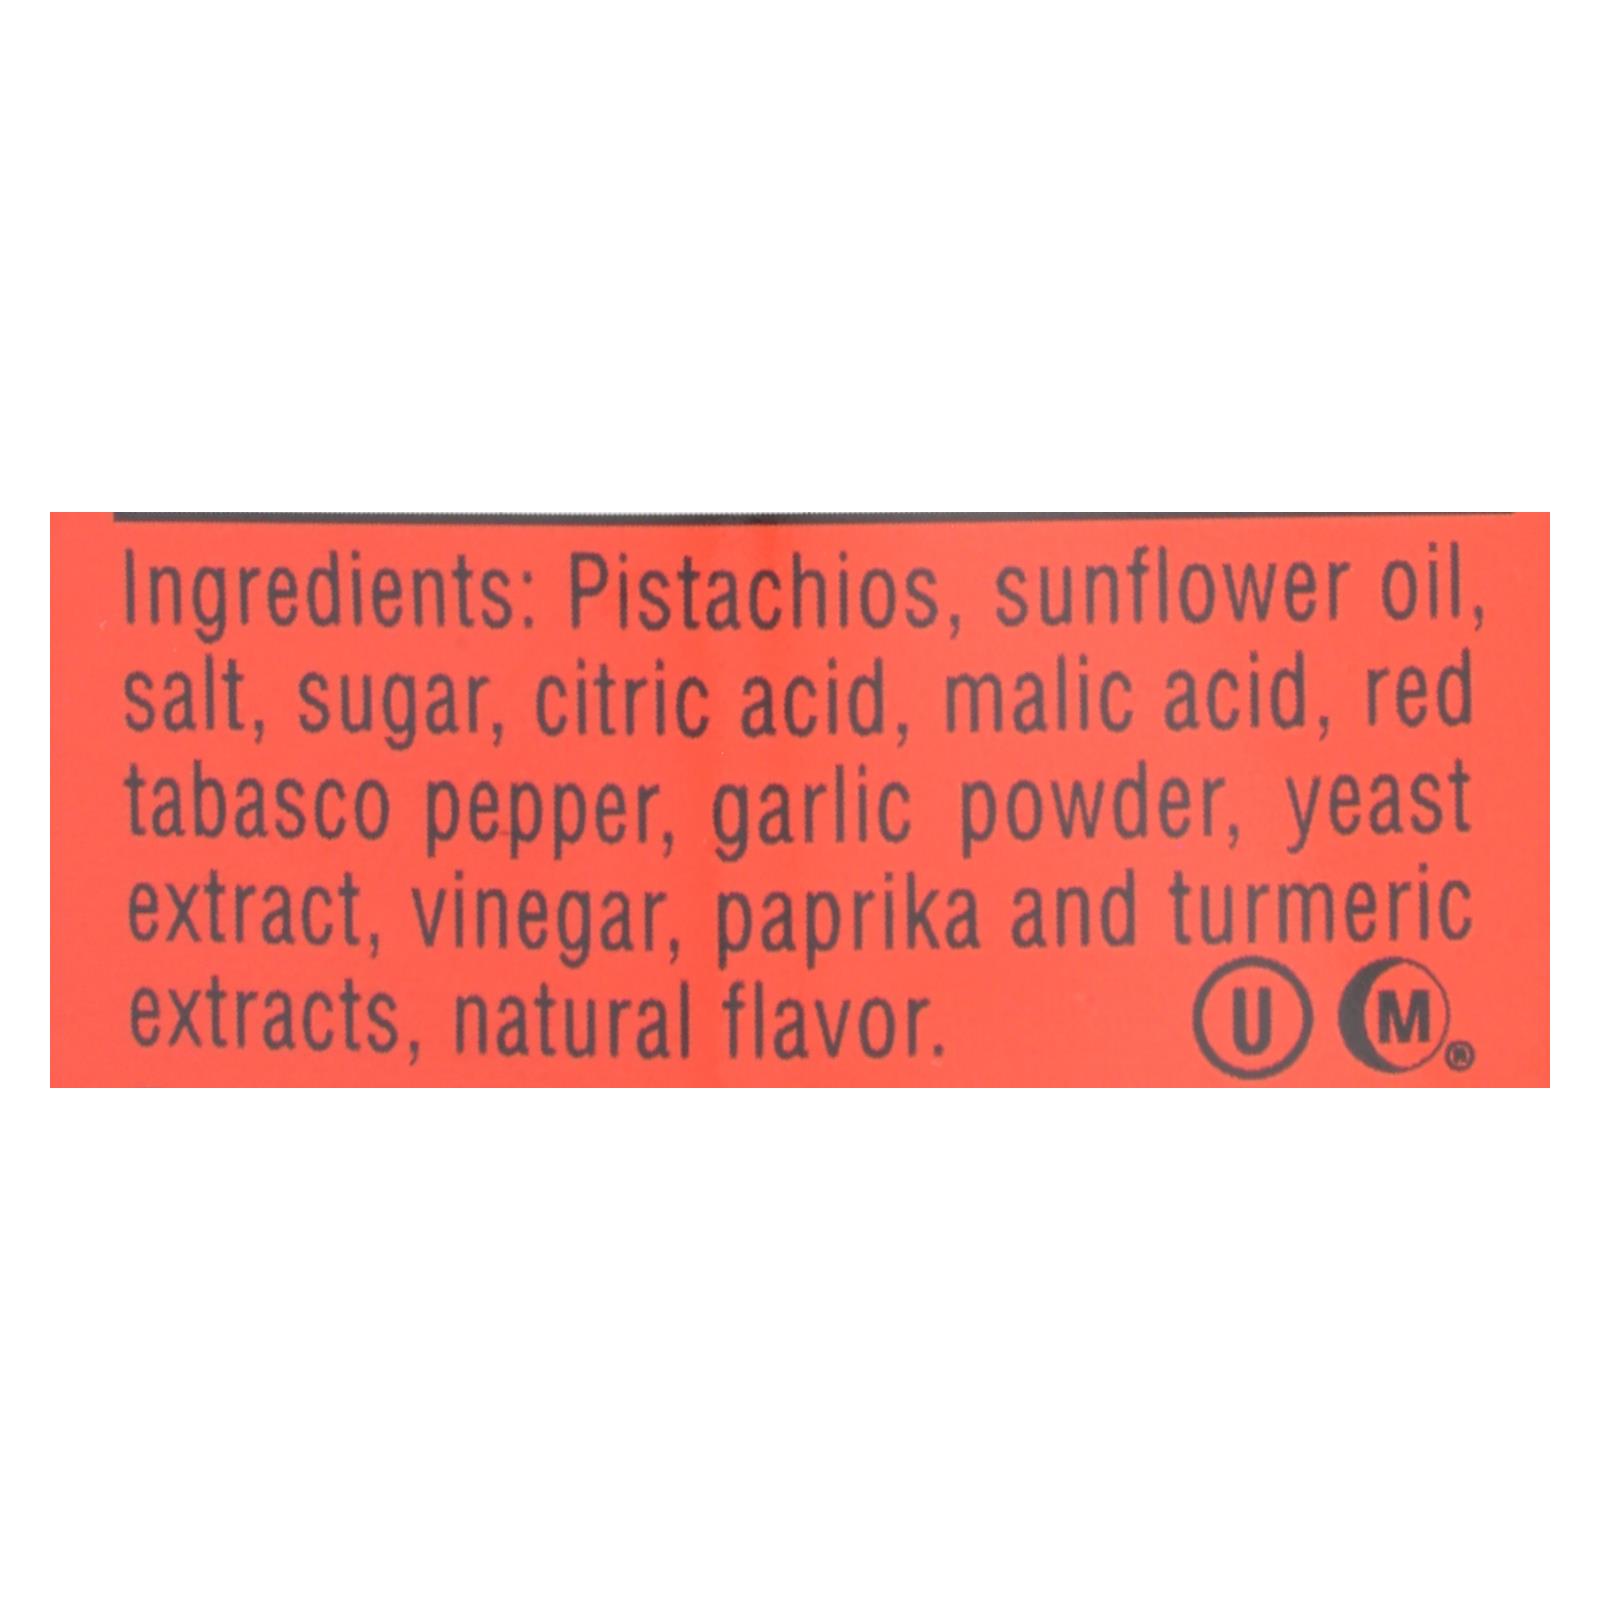 Ingredients: Pistachios, sunflower oil,
salt, sugar, citric acid, malic acid, red
tabasco pepper, garlic powder, yeast
extract, vinegar, paprika and turmeric
extracts, natural flavor.
U M ®